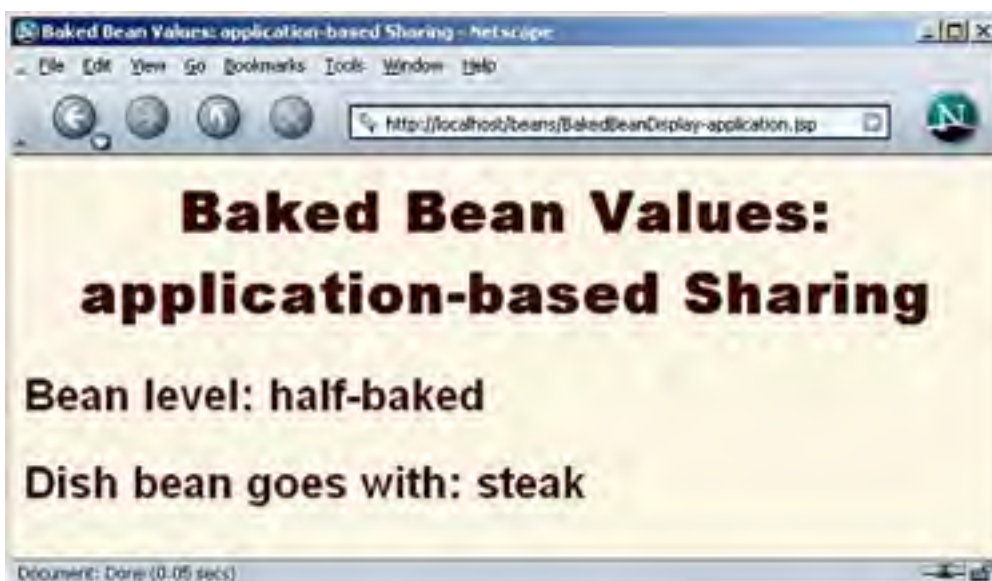 Baked Bean Values: application-based Sharing - Netscape
File Edit View Go Bookmarks Tools Window Help
http://localhost/beans/BakedBeanDisplay-application.jsp
N
Baked Bean Values:
application-based Sharing
Bean level: half-baked
Dish bean goes with: steak
Document: Done (0.05 secs)